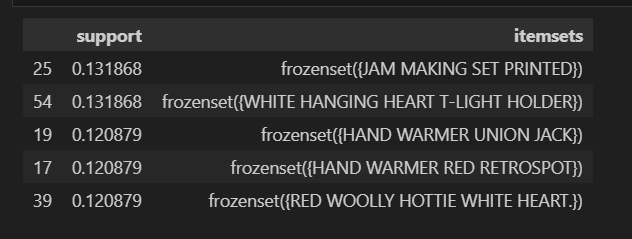 support itemsets
25 0.131868 frozenset({JAM MAKING SET PRINTED})
54 0.131868 frozenset({WHITE HANGING HEART T-LIGHT HOLDER})
19 0.120879 frozenset({HAND WARMER UNION JACK})
17 0.120879 frozenset({HAND WARMER RED RETROSPOT})
39 0.120879 frozenset({RED WOOLLY HOTTIE WHITE HEART.})